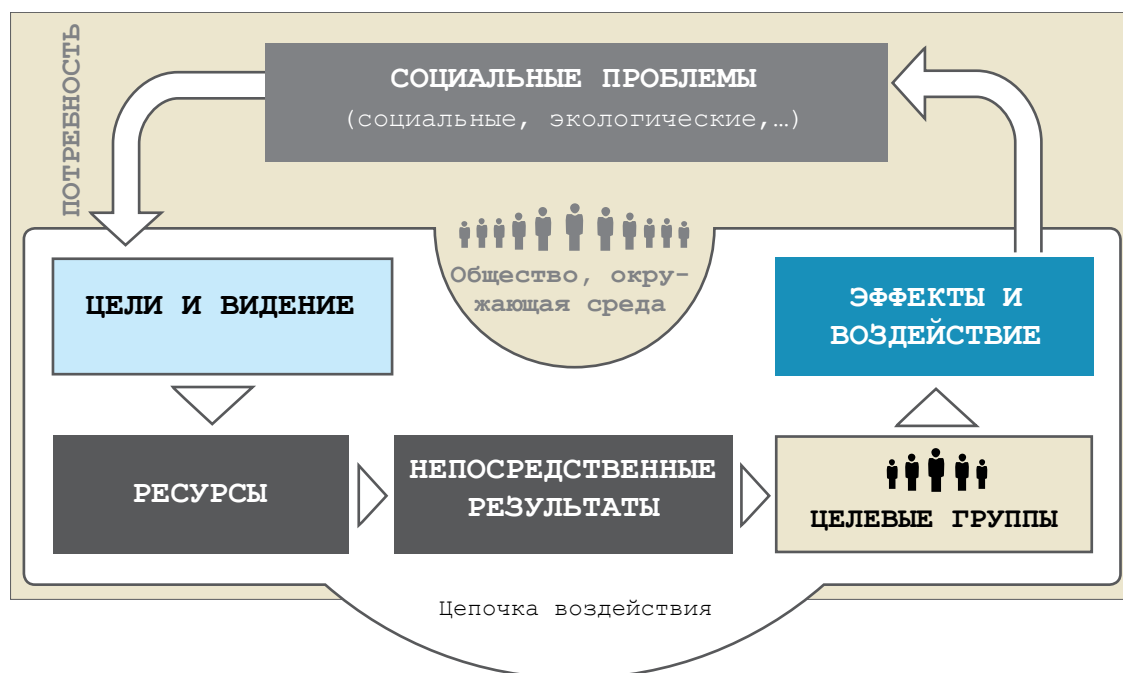 ПОТРЕБНОСТЬ
СОЦИАЛЬНЫЕ ПРОБЛЕМЫ
(социальные, экологические,…)
Общество, окру-
жающая среда
ЦЕЛИ И ВИДЕНИЕ
ЭФФЕКТЫ И
ВОЗДЕЙСТВИЕ
РЕСУРСЫ
НЕПОСРЕДСТВЕННЫЕ
РЕЗУЛЬТАТЫ
ЦЕЛЕВЫЕ ГРУППЫ
Цепочка воздействия